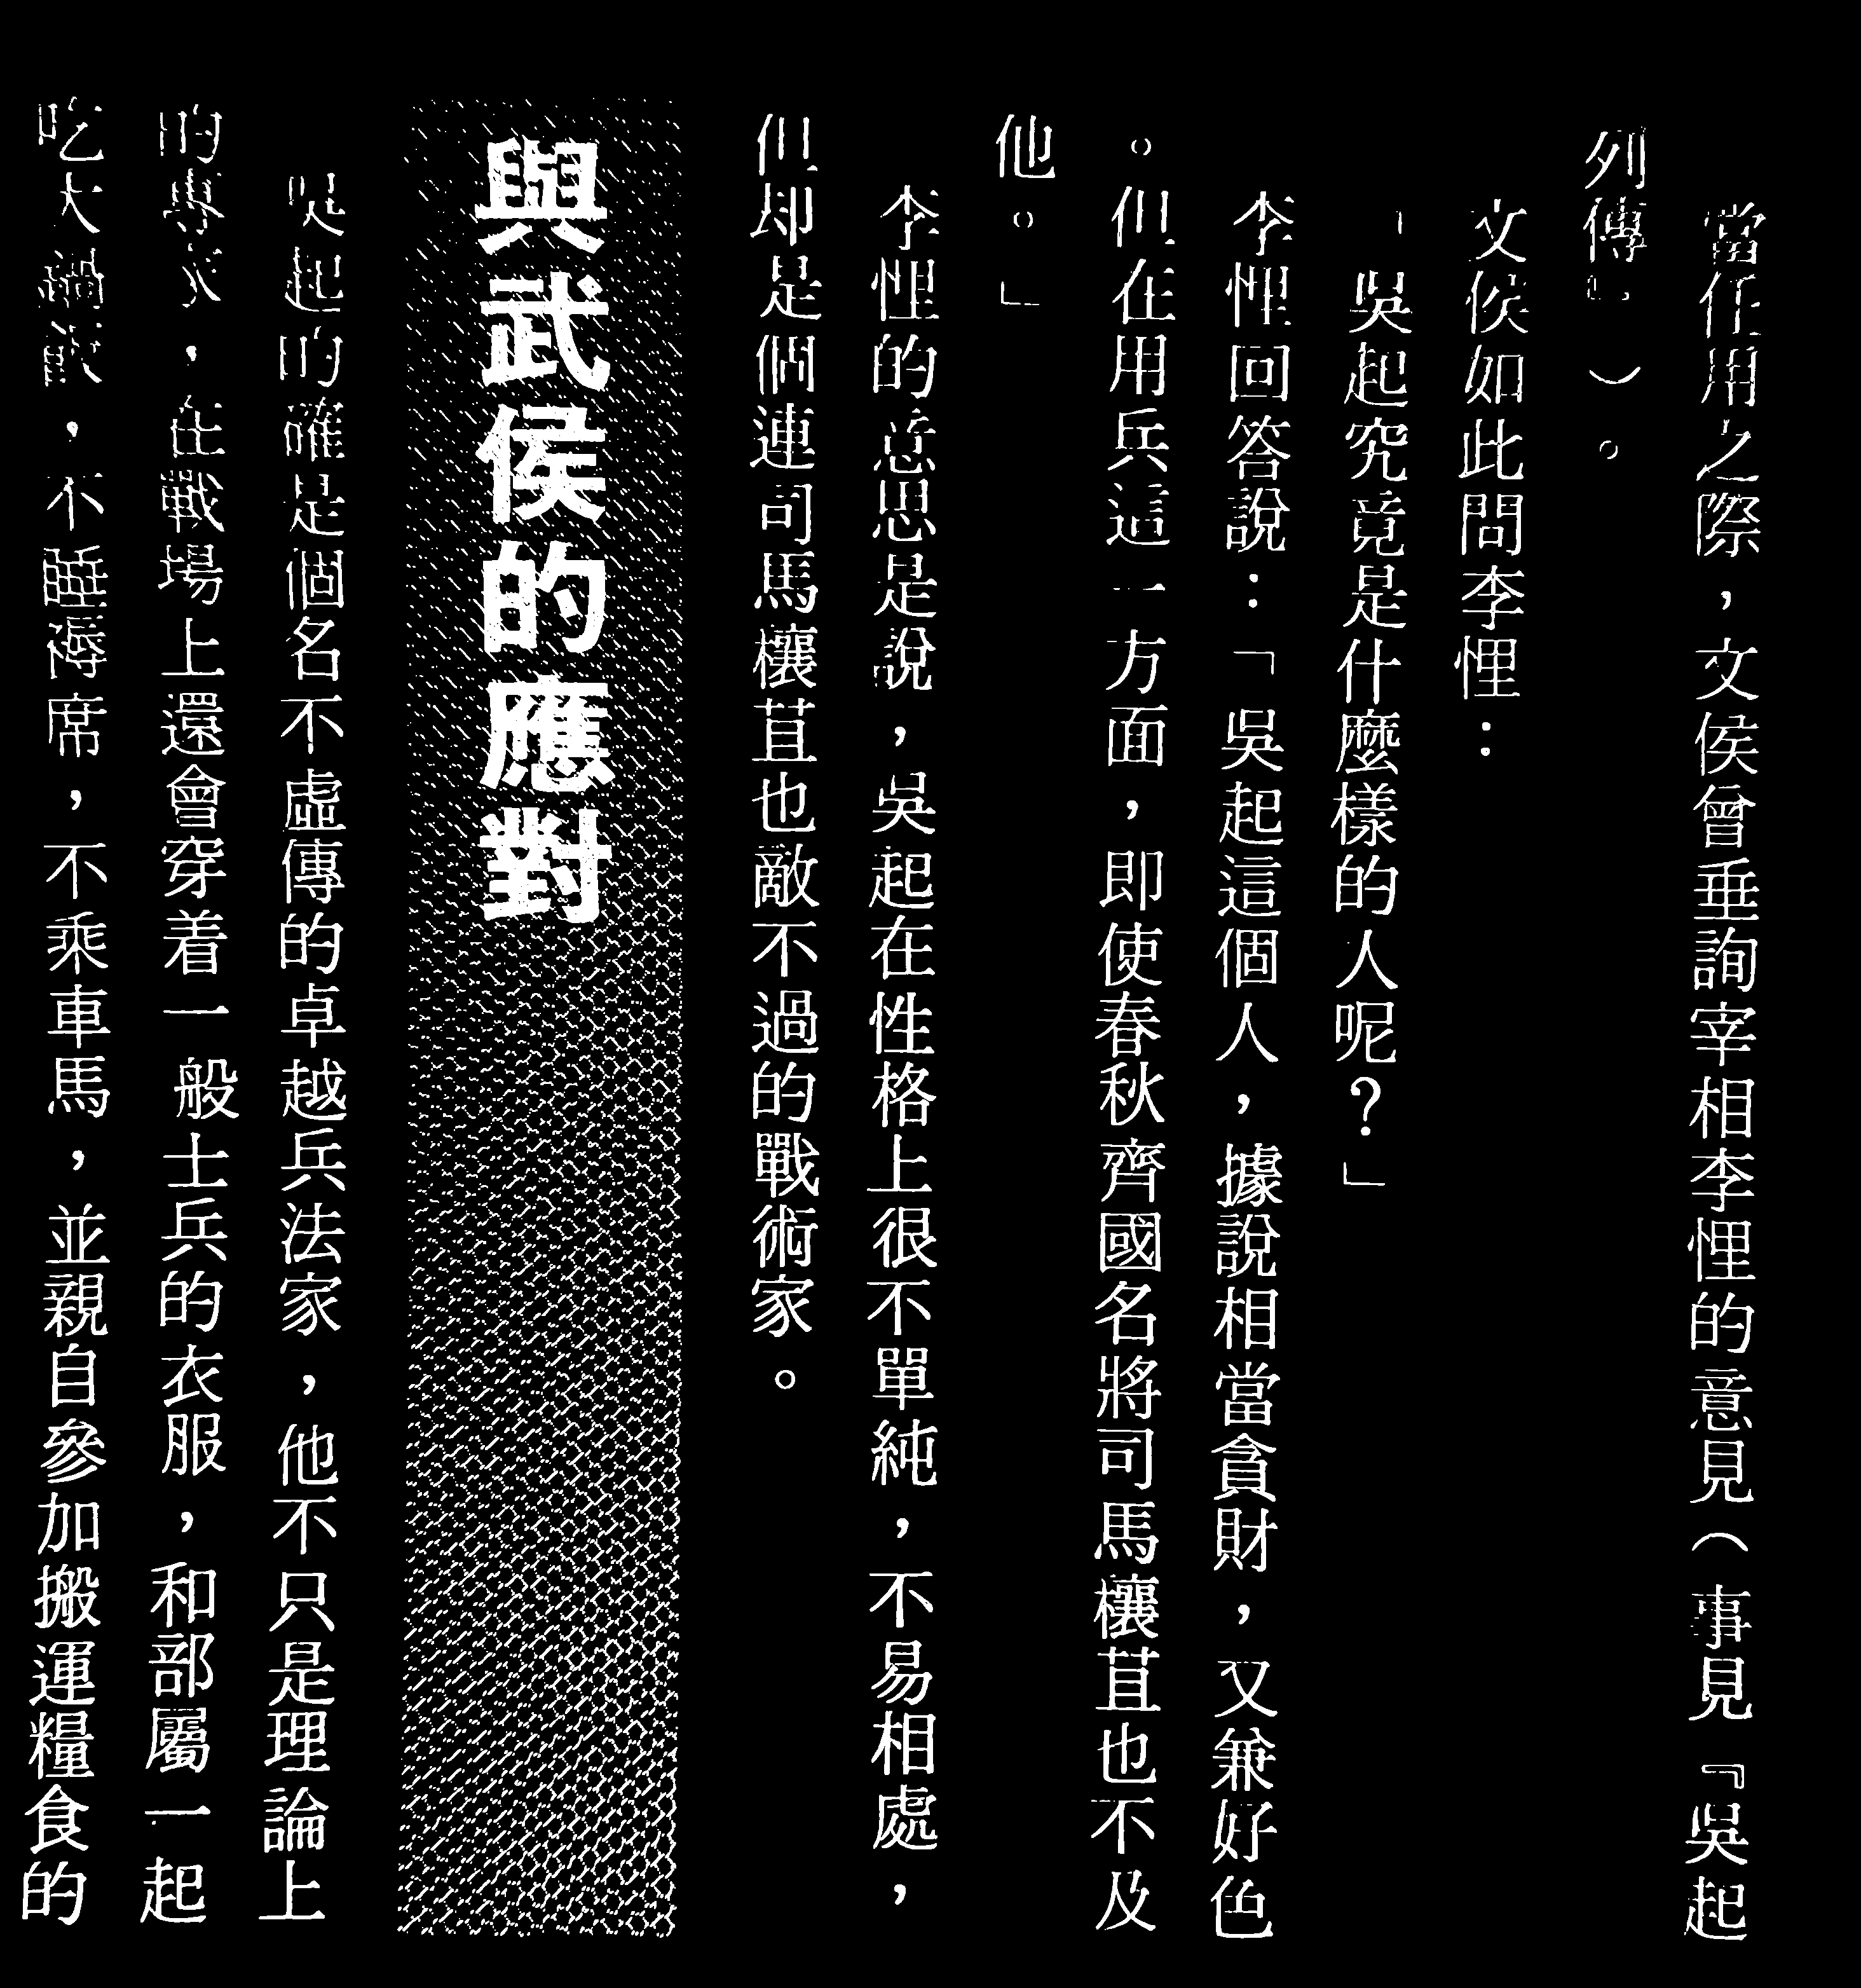 當任用之際，文侯曾垂詢宰相李悝的意見（事見『吳起
列傳』）。
文侯如此問李悝：
「吳起究竟是什麼樣的人呢？」
李悝回答說：「吳起這個人，據說相當貪財，又兼好色
。但在用兵這一方面，即使春秋齊國名將司馬穰苴也不及
他。」
李悝的意思是說，吳起在性格上很不單純，不易相處，
但却是個連司馬穰苴也敵不過的戰術家。
與武侯的應對
吳起的確是個名不虛傳的卓越兵法家，他不只是理論上
的專家，在戰場上還會穿着一般士兵的衣服，和部屬一起
吃大鍋飯，不睡褥席，不乘車馬，並親自參加搬運糧食的